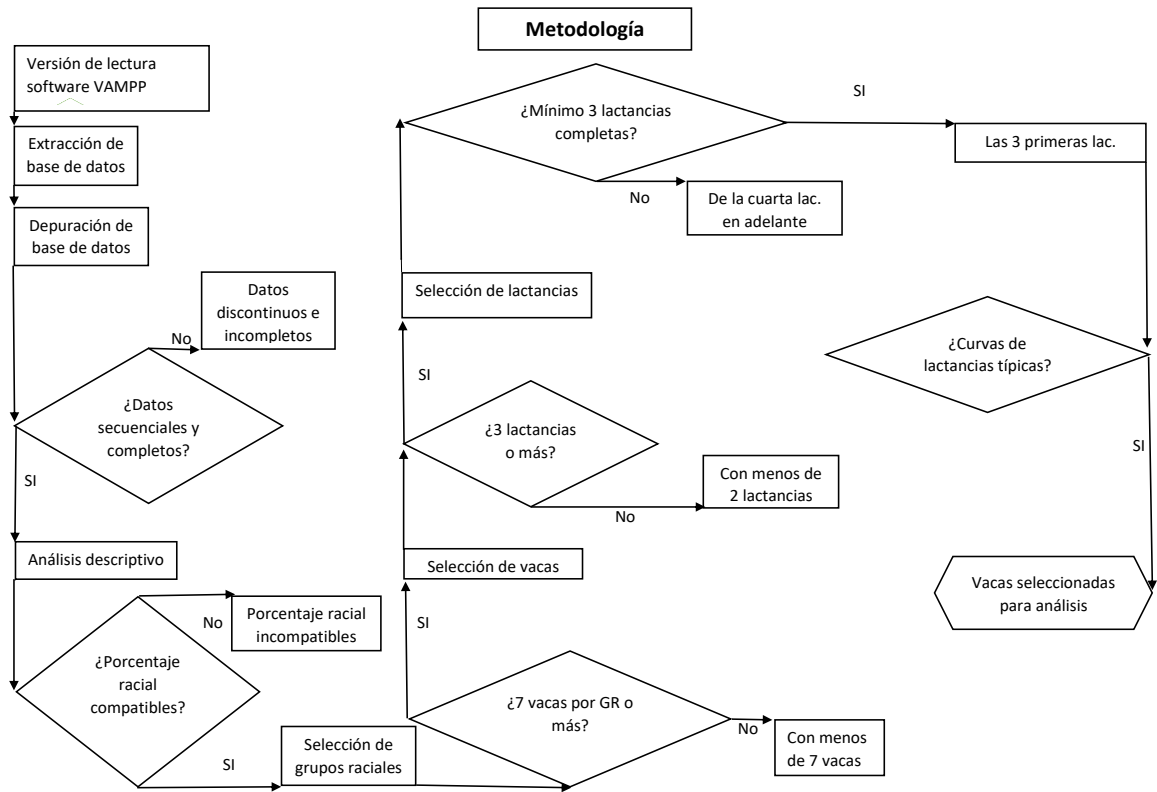 Metodología
Versión de lectura
software VAMPP
Extracción de
base de datos
Depuración de
base de datos
Datos
discontinuos e
incompletos
No
¿Datos
secuenciales y
completos?
SI
Análisis descriptivo
No
Porcentaje racial
incompatibles
¿Porcentaje
racial
compatibles?
SI
Selección de
grupos raciales
¿7 vacas por GR o
más?
No
Con menos
de 7 vacas
SI
Selección de vacas
¿3 lactancias
o más?
No
Con menos de
2 lactancias
SI
Selección de lactancias
¿Mínimo 3 lactancias
completas?
No
De la cuarta lac.
en adelante
SI
Las 3 primeras lac.
¿Curvas de
lactancias típicas?
SI
Vacas seleccionadas
para análisis